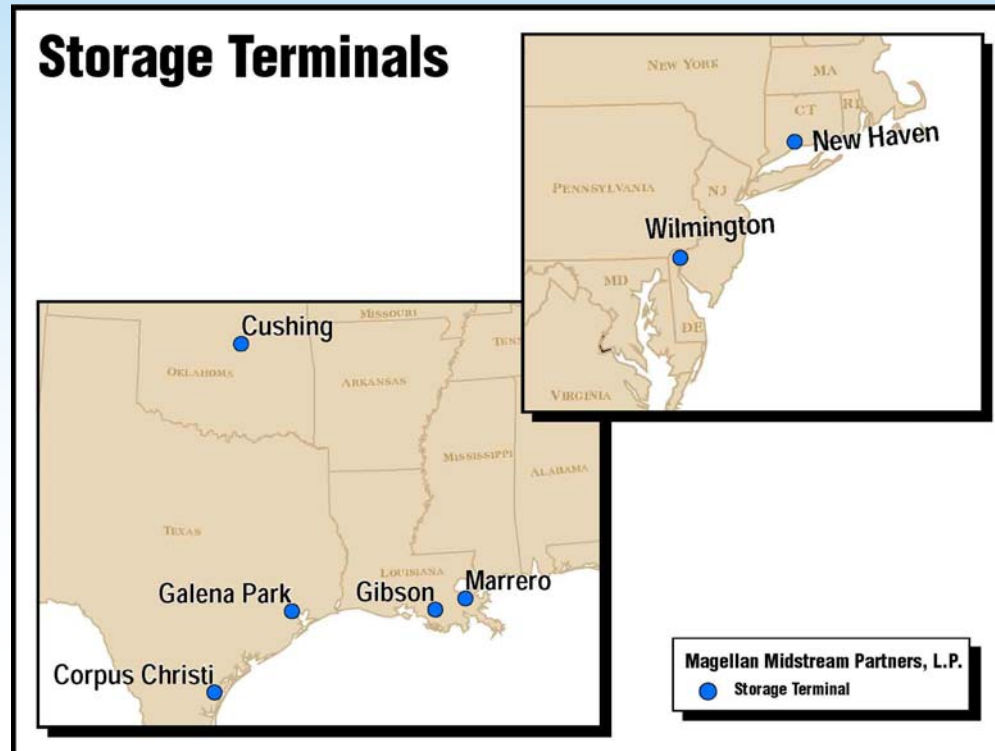 Storage Terminals
NEW YORK
MA
CT
RI
New Haven
PENNSYLVANIA
NJ
Wilmington
MD
DE
VIRGINIA
MISSOURI
Cushing
TENN
OKLAHOMA
ARKANSAS
MISSISSIPPI
ALABAMA
TEXAS
LOUISIANA
Galena Park
Gibson
Marrero
Corpus Christi
Magellan Midstream Partners, L.P.
Storage Terminal